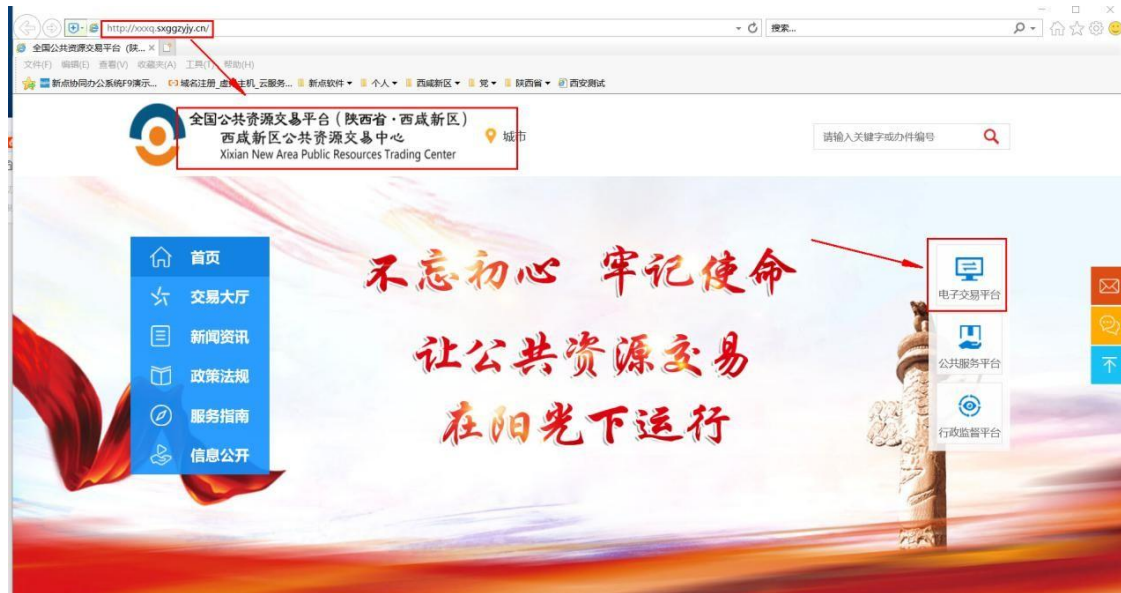 http://xxxq.sxggzyjy.cn/
搜索...
全国公共资源交易平台 (陕...
文件(F) 编辑(E) 查看(V) 收藏夹(A) 工具(T) 帮助(H)
新点协同办公系统F9演示... 域名注册_虚拟主机_云服务... 新点软件 个人 西咸新区 党 陕西省 西安测试
全国公共资源交易平台(陕西省·西咸新区)
西咸新区公共资源交易中心
Xixian New Area Public Resources Trading Center
城市
请输入关键字或办件编号
首页
交易大厅
新闻资讯
政策法规
服务指南
信息公开
不忘初心 牢记使命
让公共资源交易
在阳光下运行
电子交易平台
公共服务平台
行政监督平台